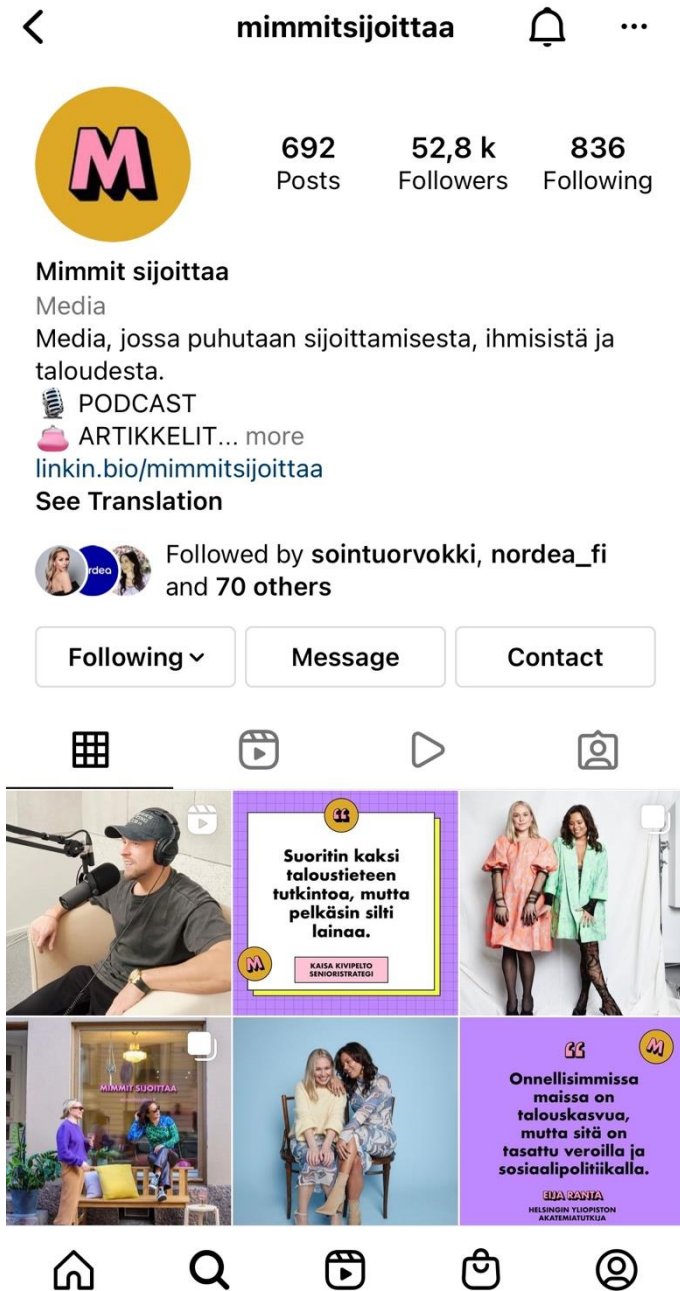 mimmitsijoittaa
M
692
52,8 k
836
Posts
Followers
Following
Mimmit sijoittaa
Media
Media, jossa puhutaan sijoittamisesta, ihmisistä ja
taloudesta.
PODCAST
ARTIKKELIT... more
linkin.bio/mimmitsijoittaa
See Translation
rdea
Followed by sointuorvokki, nordea_fi
and 70 others
Following
Message
Contact
Suoritin kaksi
taloustieteen
tutkintoa, mutta
pelkäsin silti
lainaa.
M
KAISA KIVIPELTO
SENIORISTRATEGI
MIMMIT SIJOITTAA
M
Onnellisimmissa
maissa on
talouskasvua,
mutta sitä on
tasattu veroilla ja
sosiaalipolitiikalla.
EIJA RANTA
HELSINGIN YLIOPISTON
AKATEMIATUTKIJA